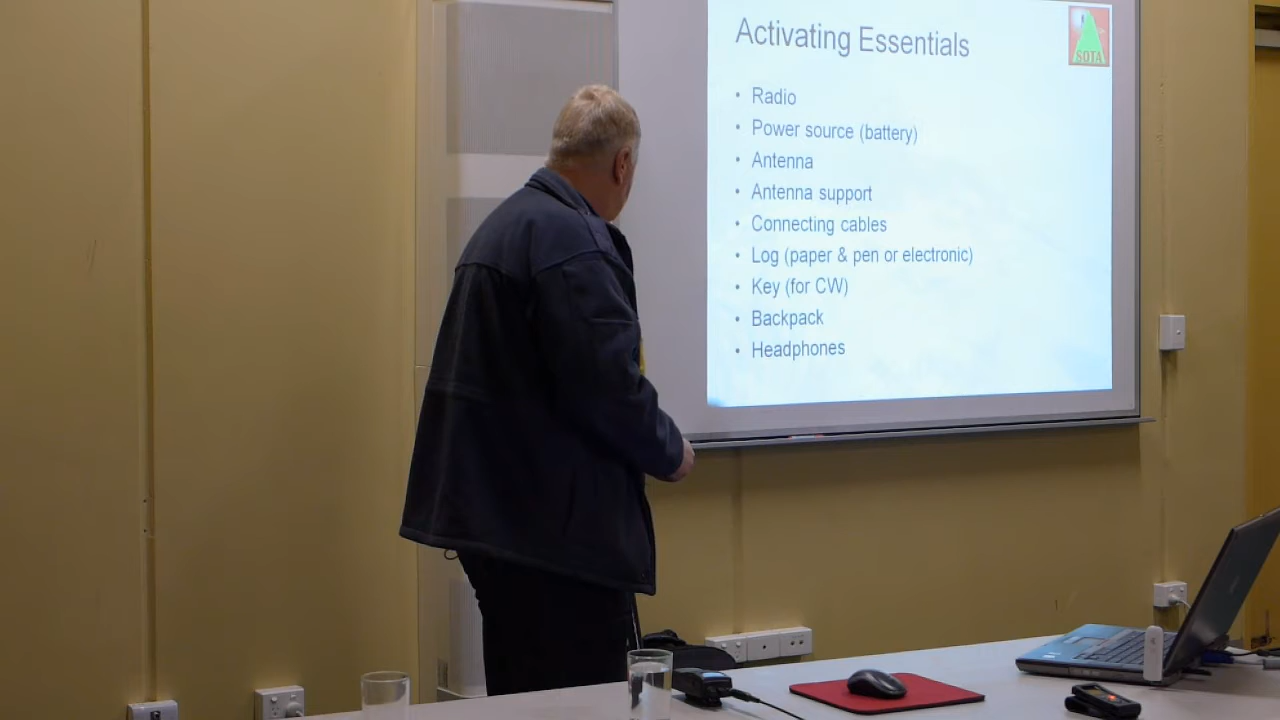 Activating Essentials
SOTA
• Radio
• Power source (battery)
• Antenna
• Antenna support
• Connecting cables
• Log (paper & pen or electronic)
• Key (for CW)
• Backpack
• Headphones